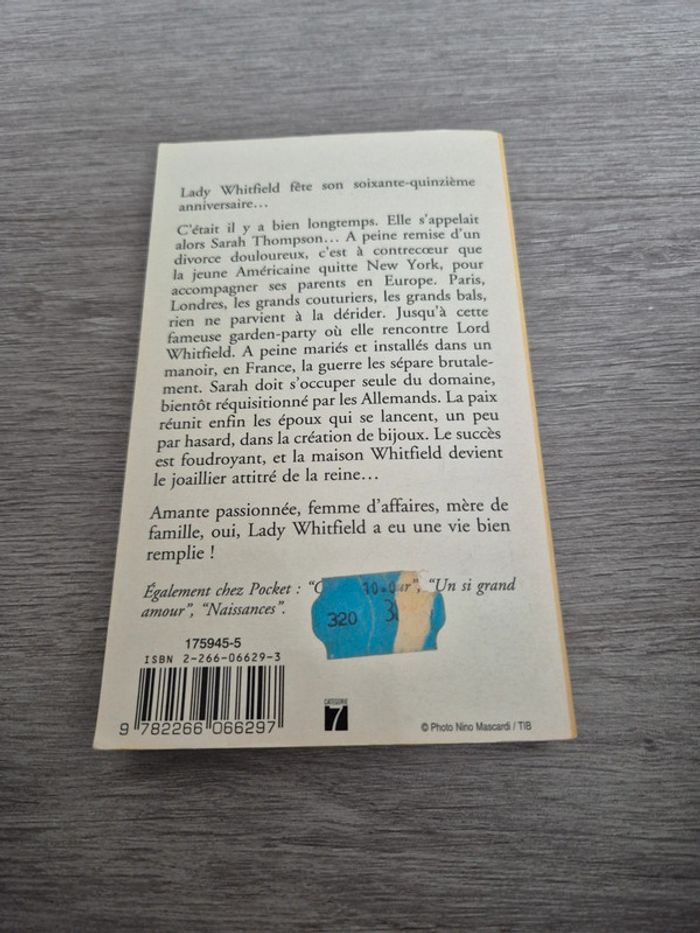 Lady Whitfield fête son soixante-quinzième
anniversaire…
C'était il y a bien longtemps. Elle s'appelait
alors Sarah Thompson… A peine remise d'un
divorce douloureux, c'est à contrecœur que
la jeune Américaine quitte New York, pour
accompagner ses parents en Europe. Paris,
Londres, les grands couturiers, les grands bals,
rien ne parvient à la dérider. Jusqu'à cette
fameuse garden-party où elle rencontre Lord
Whitfield. A peine mariés et installés dans un
manoir, en France, la guerre les sépare brutale-
ment. Sarah doit s'occuper seule du domaine,
bientôt réquisitionné par les Allemands. La paix
réunit enfin les époux qui se lancent, un peu
par hasard, dans la création de bijoux. Le succès
est foudroyant, et la maison Whitfield devient
le joaillier attitré de la reine…
Amante passionnée, femme d'affaires, mère de
famille, oui, Lady Whitfield a eu une vie bien
remplie !
Également chez Pocket : “Un si grand
amour”, “Naissances”.
320
175945-5
ISBN 2-266-06629-3
9 782266 066297
CATEGORIE
7
© Photo Nino Mascardi / TIB